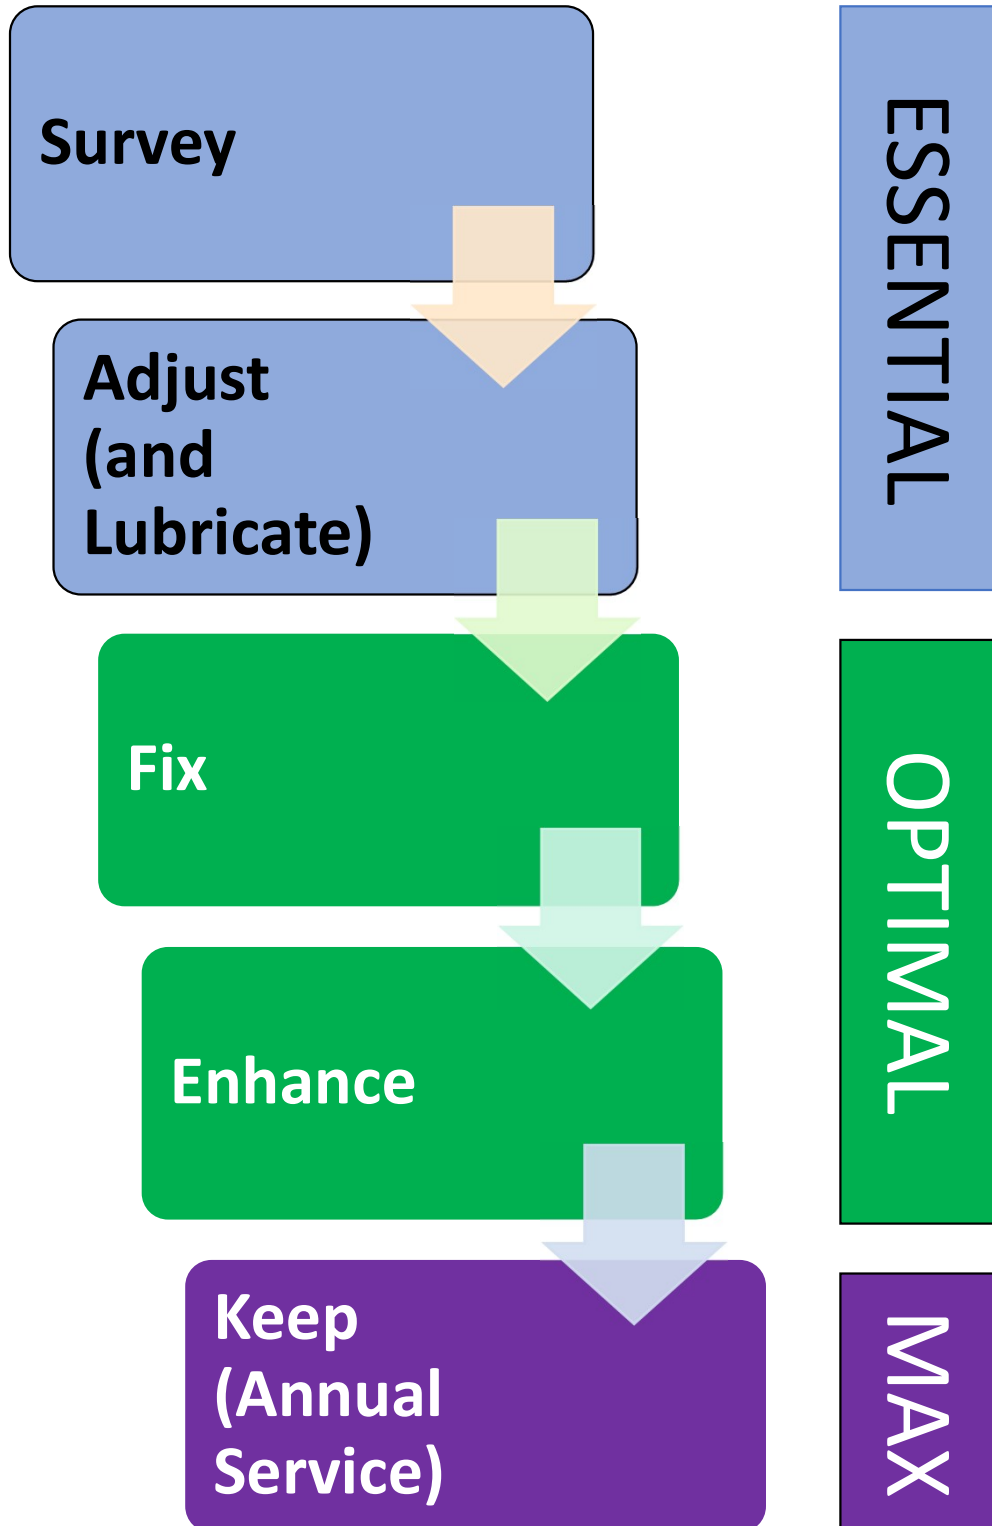 Survey
Adjust
(and
Lubricate)
Fix
Enhance
Keep
(Annual
Service)
ESSENTIAL
OPTIMAL
MAX